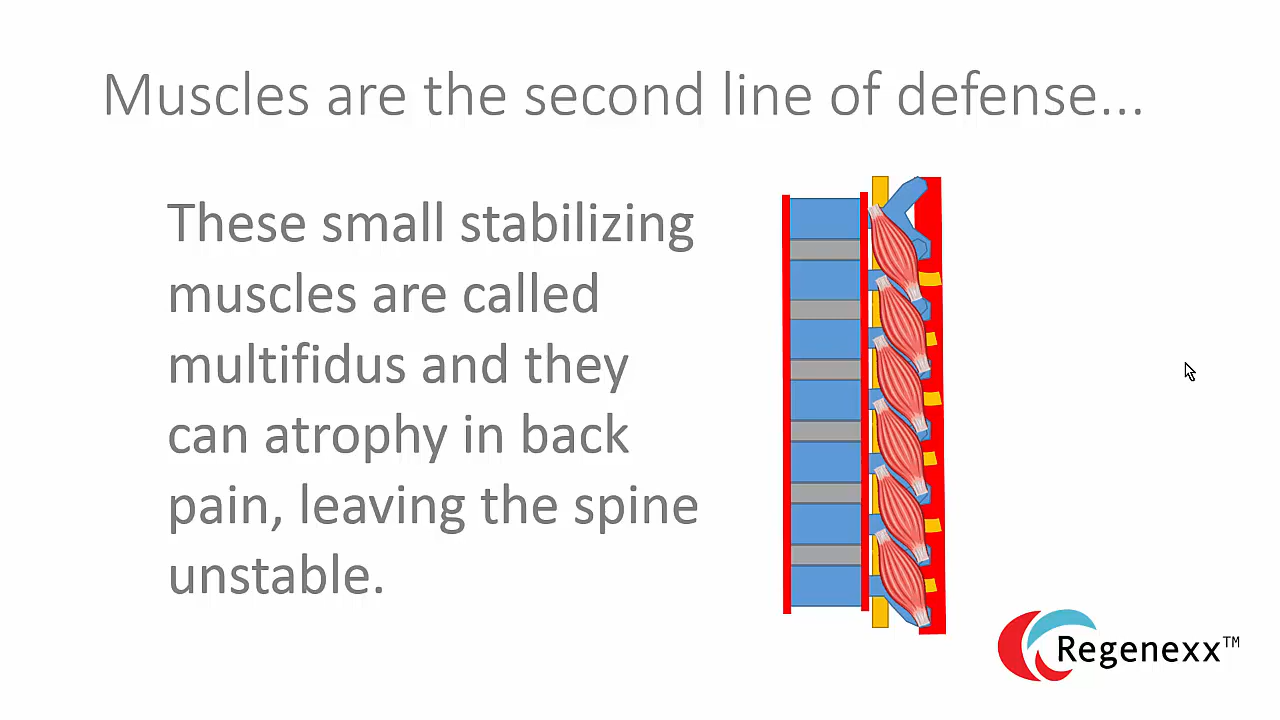 Muscles are the second line of defense...
These small stabilizing
muscles are called
multifidus and they
can atrophy in back
pain, leaving the spine
unstable.
Regenexx™